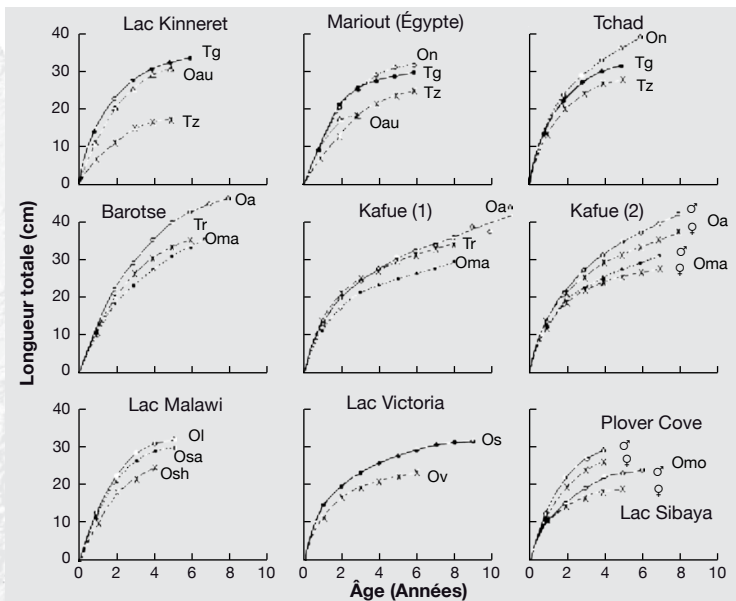 Lac Kinneret
Mariout (Égypte)
Tchad
40
30
20
10
0
Tg
Oau
Tz
On
Tg
Tz
Oau
On
Tg
Tz
Barotse
Kafue (1)
Kafue (2)
40
30
20
10
0
Oa
Tr
Oma
Oa
Tr
Oma
♂
Oa
♀
♂
Oma
♀
Lac Malawi
Lac Victoria
Plover Cove
40
30
20
10
0
Ol
Osa
Osh
Os
Ov
♂
♀
Omo
♂
♀
Lac Sibaya
0 2 4 6 8 10
0 2 4 6 8 10
0 2 4 6 8 10
Longueur totale (cm)
Âge (Années)